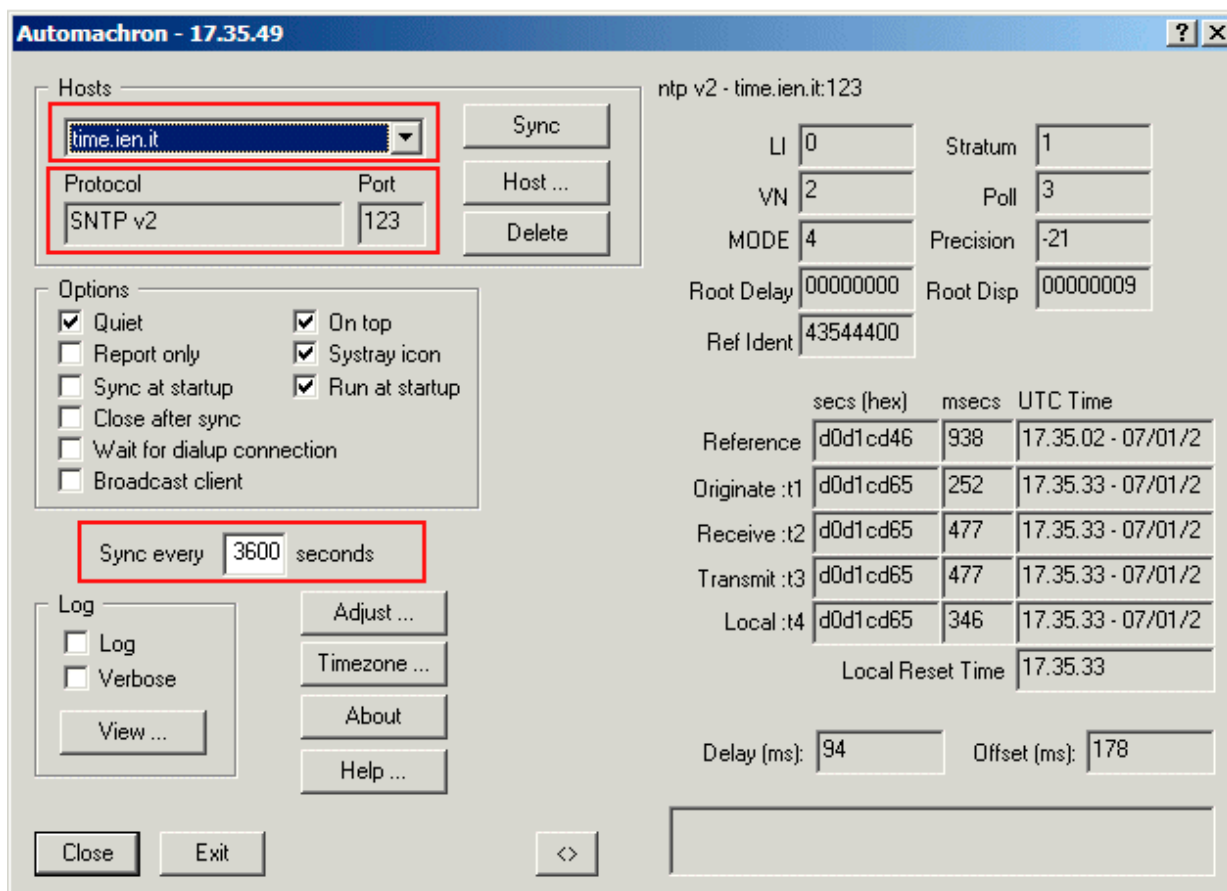 Automachron - 17.35.49
Hosts
time.ien.it
Sync
Protocol Port
SNTP v2 123
Host ...
Delete
Options
Quiet On top
Report only Systray icon
Sync at startup Run at startup
Close after sync
Wait for dialup connection
Broadcast client
Sync every 3600 seconds
Log
Log
Verbose
View ...
Adjust ...
Timezone ...
About
Help ...
Close Exit <>
ntp v2 - time.ien.it:123
LI 0 Stratum 1
VN 2 Poll 3
MODE 4 Precision -21
Root Delay 00000000 Root Disp 00000009
Ref Ident 43544400
secs (hex) msecs UTC Time
Reference d0d1cd46 938 17.35.02 - 07/01/2
Originate :t1 d0d1cd65 252 17.35.33 - 07/01/2
Receive :t2 d0d1cd65 477 17.35.33 - 07/01/2
Transmit :t3 d0d1cd65 477 17.35.33 - 07/01/2
Local :t4 d0d1cd65 346 17.35.33 - 07/01/2
Local Reset Time 17.35.33
Delay (ms): 94 Offset (ms): 178